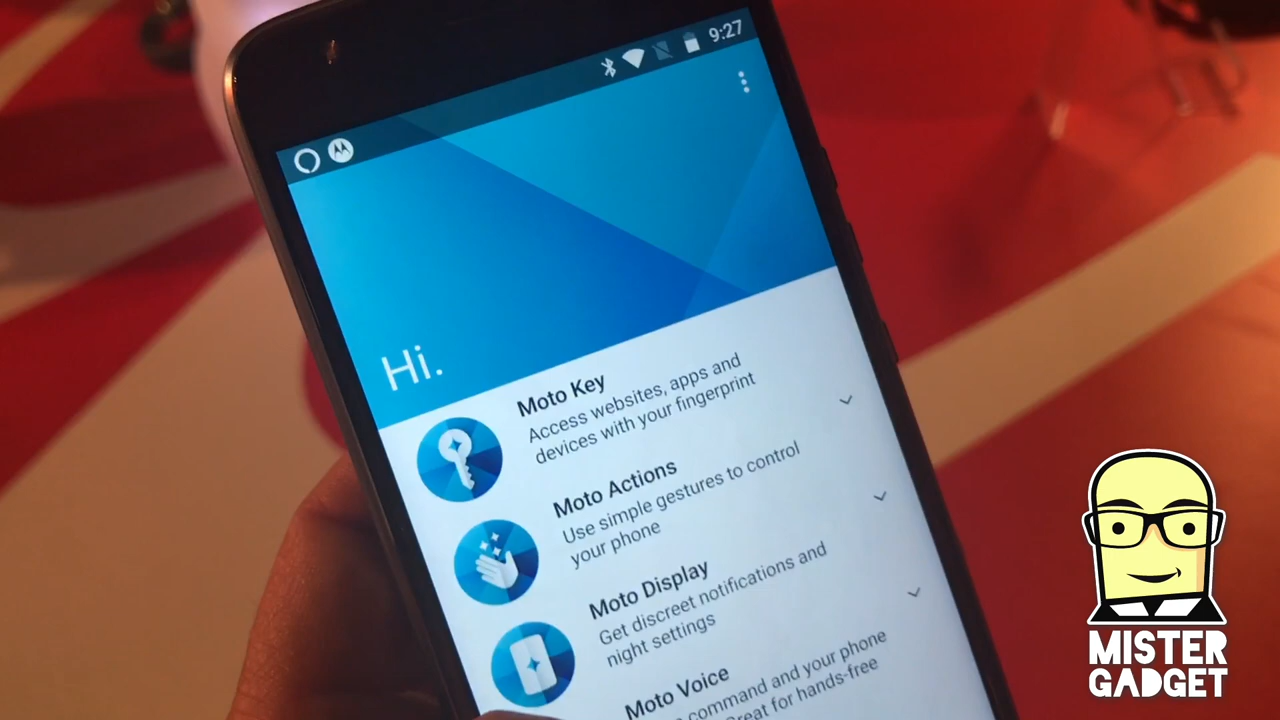 9:27
Hi.
Moto Key
Access websites, apps and
devices with your fingerprint
Moto Actions
Use simple gestures to control
your phone
Moto Display
Get discreet notifications and
night settings
Moto Voice
command and your phone
for hands-free
MISTER
GADGET